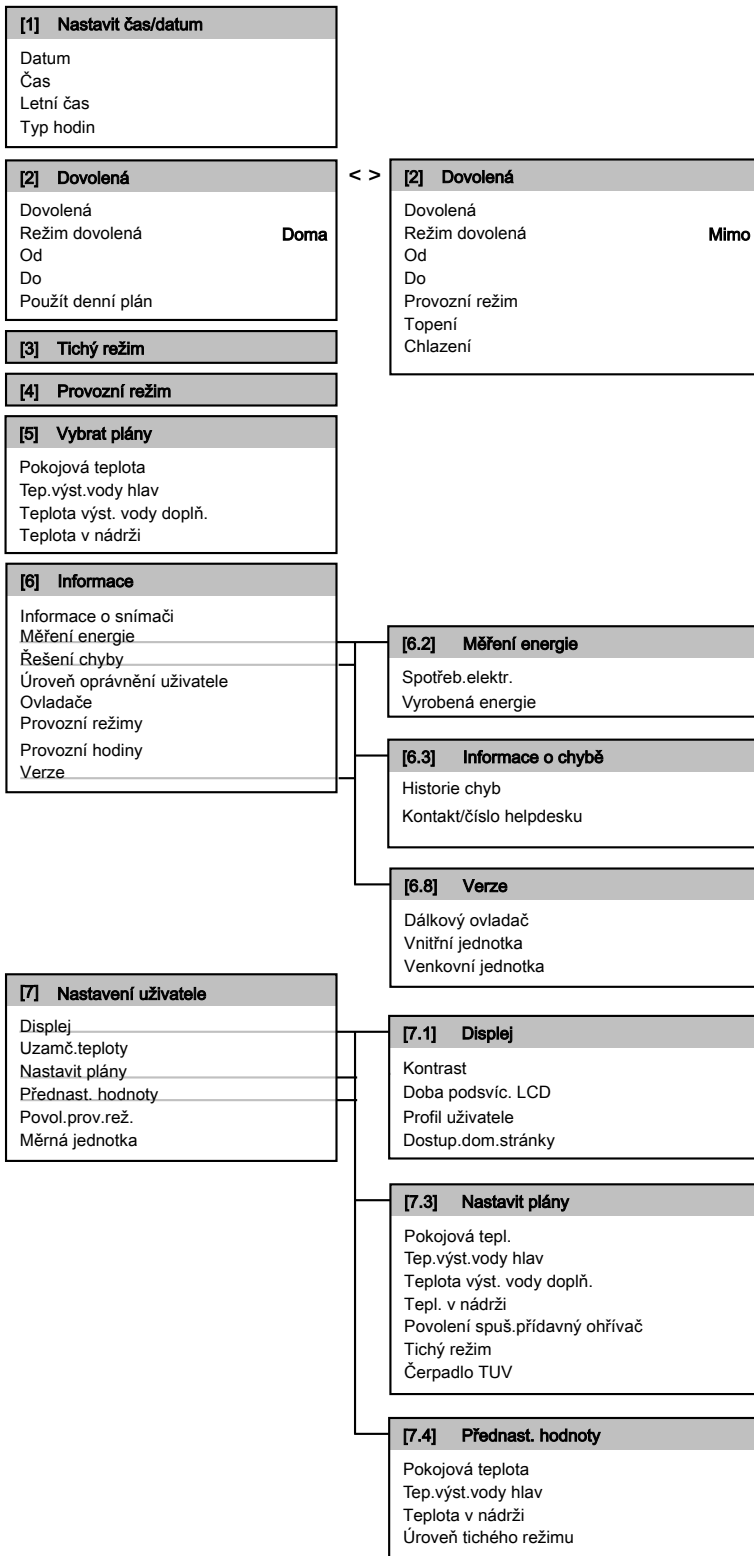 [1] Nastavit čas/datum
Datum
Čas
Letní čas
Typ hodin
[2] Dovolená
Dovolená
Režim dovolená Doma
Od
Do
Použít denní plán
< >
[2] Dovolená
Dovolená
Režim dovolená Mimo
Od
Do
Provozní režim
Topení
Chlazení
[3] Tichý režim
[4] Provozní režim
[5] Vybrat plány
Pokojová teplota
Tep.výst.vody hlav
Teplota výst. vody doplň.
Teplota v nádrži
[6] Informace
Informace o snímači
Měření energie
Řešení chyby
Úroveň oprávnění uživatele
Ovladače
Provozní režimy
Provozní hodiny
Verze
[6.2] Měření energie
Spotřeb.elektr.
Vyrobená energie
[6.3] Informace o chybě
Historie chyb
Kontakt/číslo helpdesku
[6.8] Verze
Dálkový ovladač
Vnitřní jednotka
Venkovní jednotka
[7] Nastavení uživatele
Displej
Uzamč.teploty
Nastavit plány
Přednast. hodnoty
Povol.prov.rež.
Měrná jednotka
[7.1] Displej
Kontrast
Doba podsvíc. LCD
Profil uživatele
Dostup.dom.stránky
[7.3] Nastavit plány
Pokojová tepl.
Tep.výst.vody hlav
Teplota výst. vody doplň.
Tepl. v nádrži
Povolení spuš.přídavný ohřívač
Tichý režim
Čerpadlo TUV
[7.4] Přednast. hodnoty
Pokojová teplota
Tep.výst.vody hlav
Teplota v nádrži
Úroveň tichého režimu